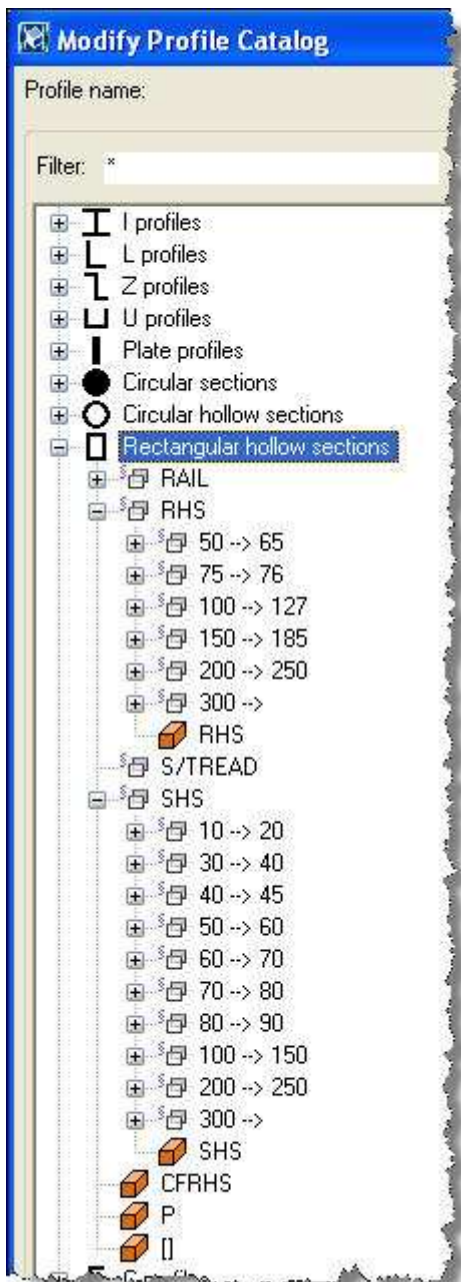 Modify Profile Catalog
Profile name:
Filter: *
I profiles
L profiles
Z profiles
U profiles
Plate profiles
Circular sections
Circular hollow sections
Rectangular hollow sections
RAIL
RHS
50 --> 65
75 --> 76
100 --> 127
150 --> 185
200 --> 250
300 -->
RHS
S/TREAD
SHS
10 --> 20
30 --> 40
40 --> 45
50 --> 60
60 --> 70
70 --> 80
80 --> 90
100 --> 150
200 --> 250
300 -->
SHS
CFRHS
P
[]